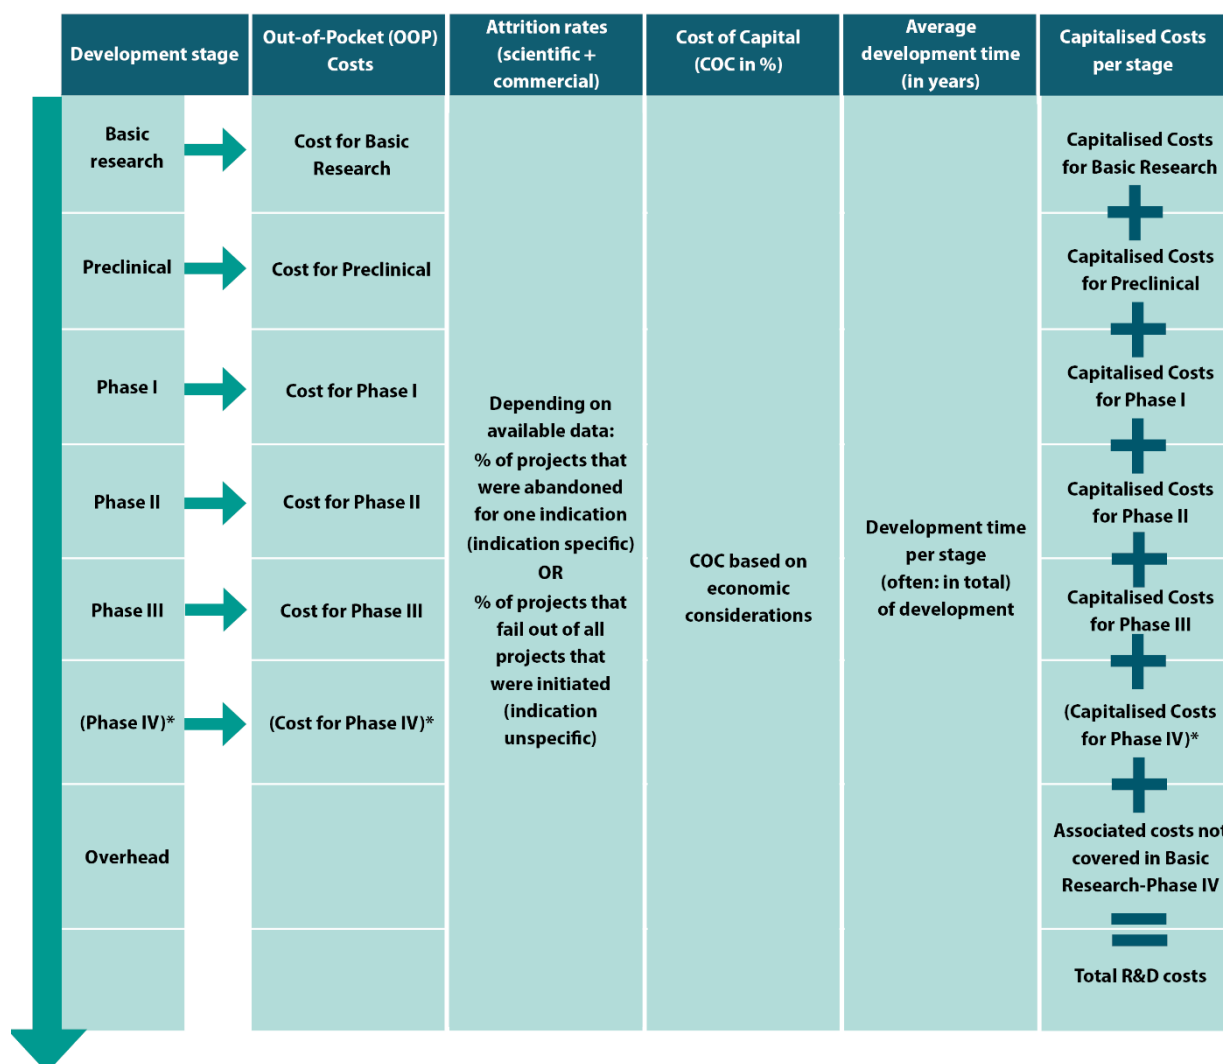 Development stage
Out-of-Pocket (OOP)
Costs
Attrition rates
(scientific +
commercial)
Cost of Capital
(COC in %)
Average
development time
(in years)
Capitalised Costs
per stage
Basic
research
Cost for Basic
Research
Capitalised Costs
for Basic Research
Preclinical
Cost for Preclinical
Capitalised Costs
for Preclinical
Phase I
Cost for Phase I
Capitalised Costs
for Phase I
Phase II
Cost for Phase II
Capitalised Costs
for Phase II
Phase III
Cost for Phase III
Capitalised Costs
for Phase III
(Phase IV)*
(Cost for Phase IV)*
(Capitalised Costs
for Phase IV)*
Overhead
Associated costs not
covered in Basic
Research-Phase IV
Total R&D costs
Depending on
available data:
% of projects that
were abandoned
for one indication
(indication specific)
OR
% of projects that
fail out of all
projects that
were initiated
(indication
unspecific)
COC based on
economic
considerations
Development time
per stage
(often: in total)
of development